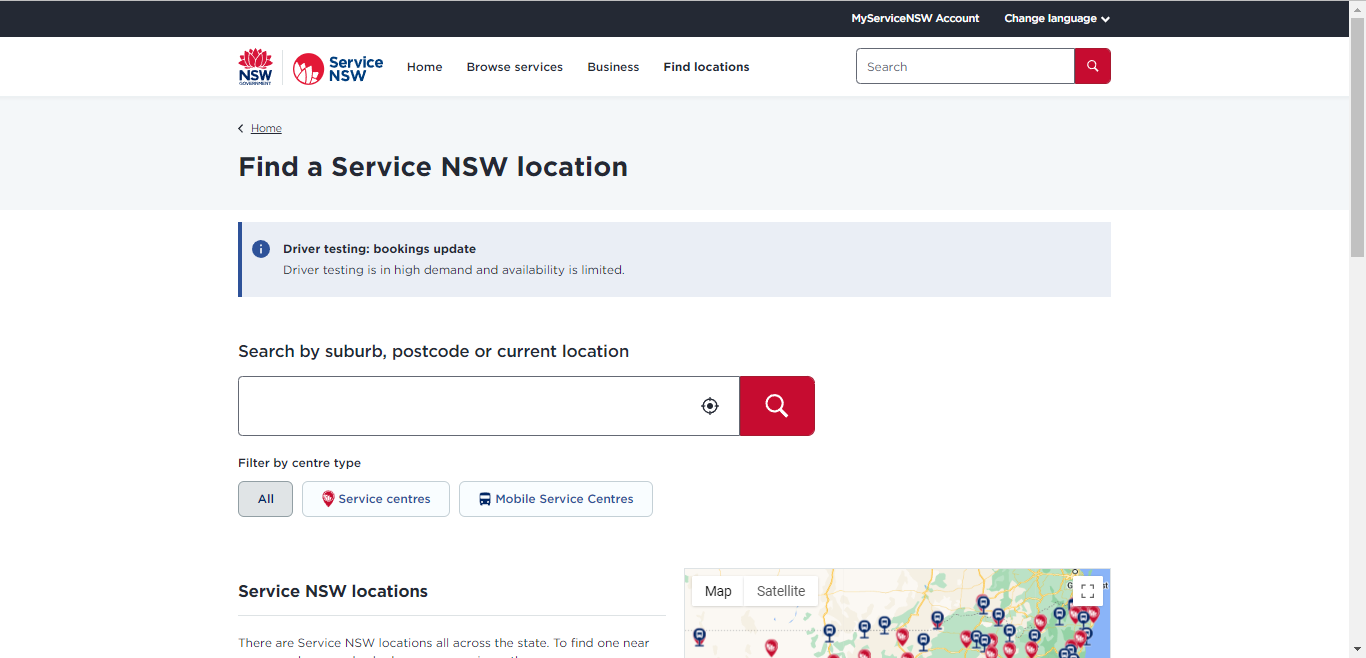 MyServiceNSW Account Change language
NSW GOVERNMENT Service NSW Home Browse services Business Find locations Search
Home
Find a Service NSW location
Driver testing: bookings update
Driver testing is in high demand and availability is limited.
Search by suburb, postcode or current location
Filter by centre type
All Service centres Mobile Service Centres
Service NSW locations
Map Satellite
There are Service NSW locations all across the state. To find one near